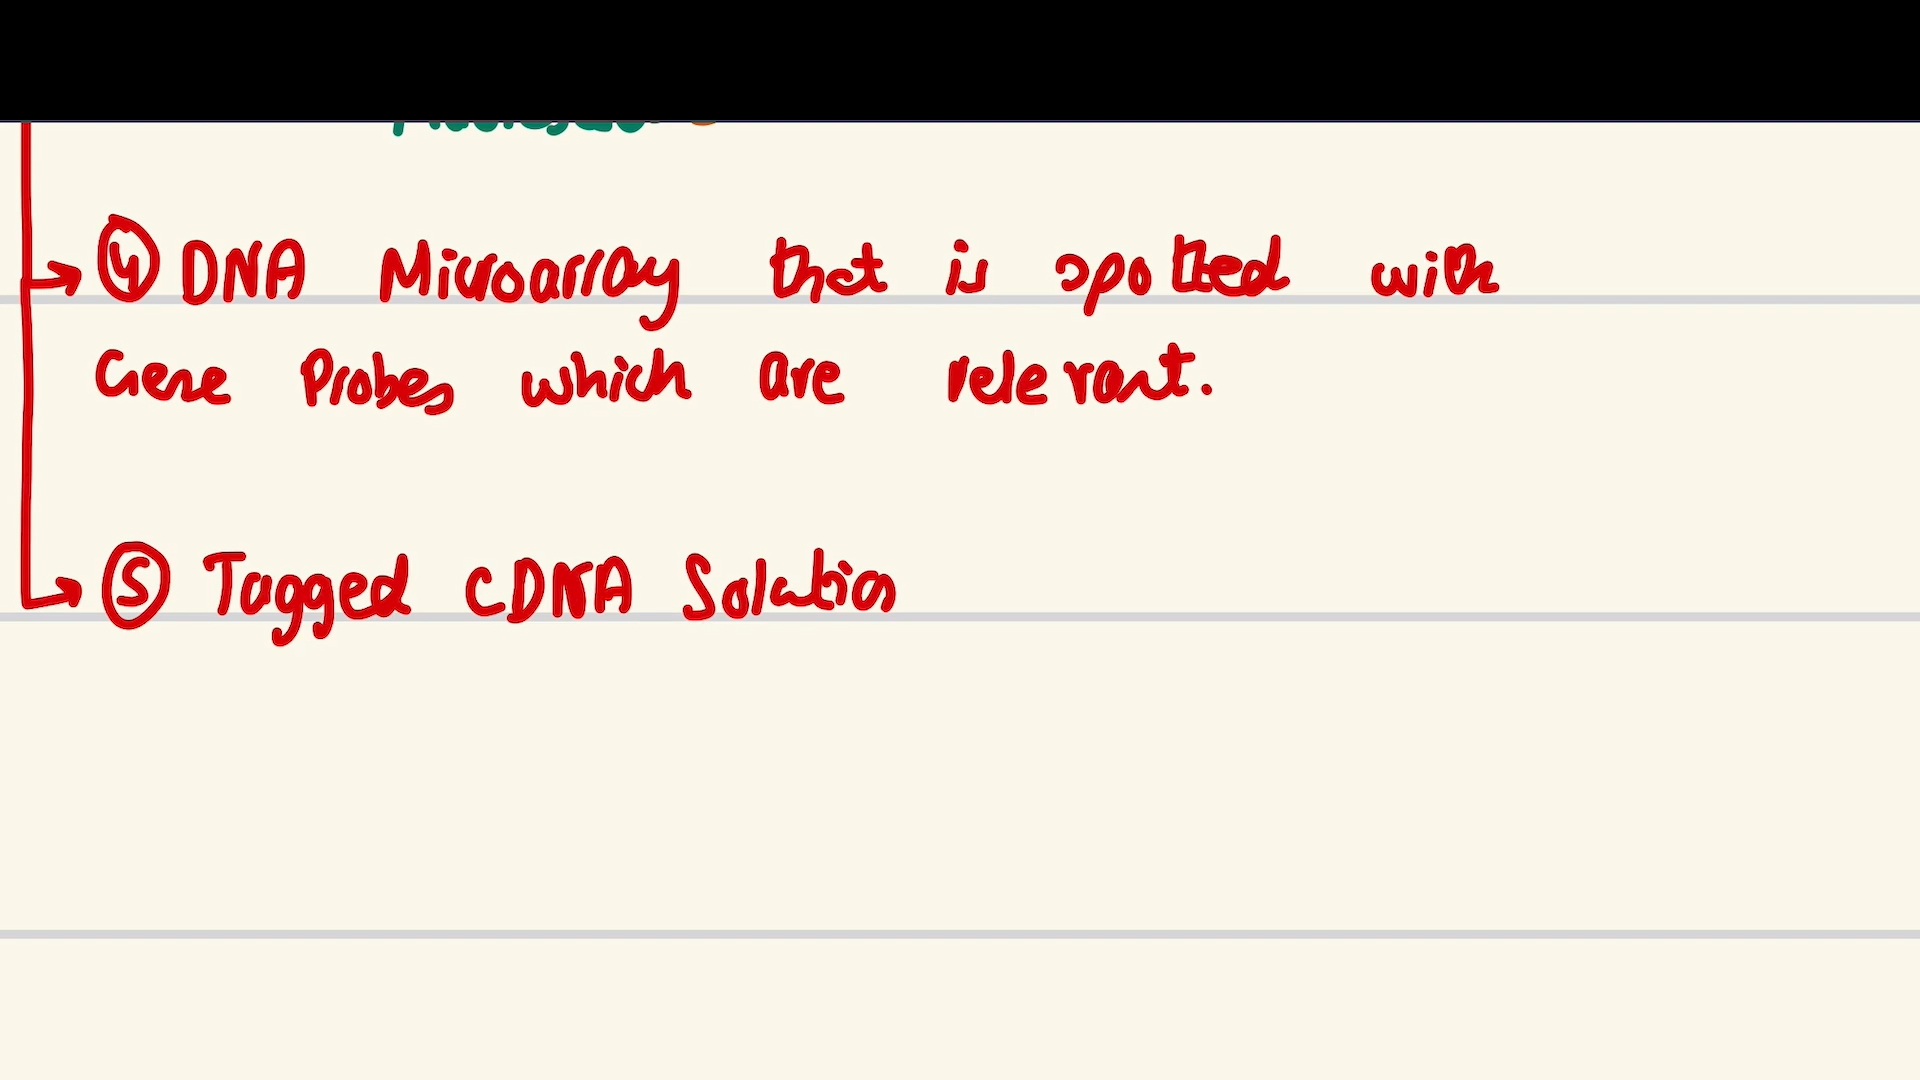 ④ DNA Microarray that is spotted with
Gene Probes which are relevant.
⑤ Tagged cDNA Solution